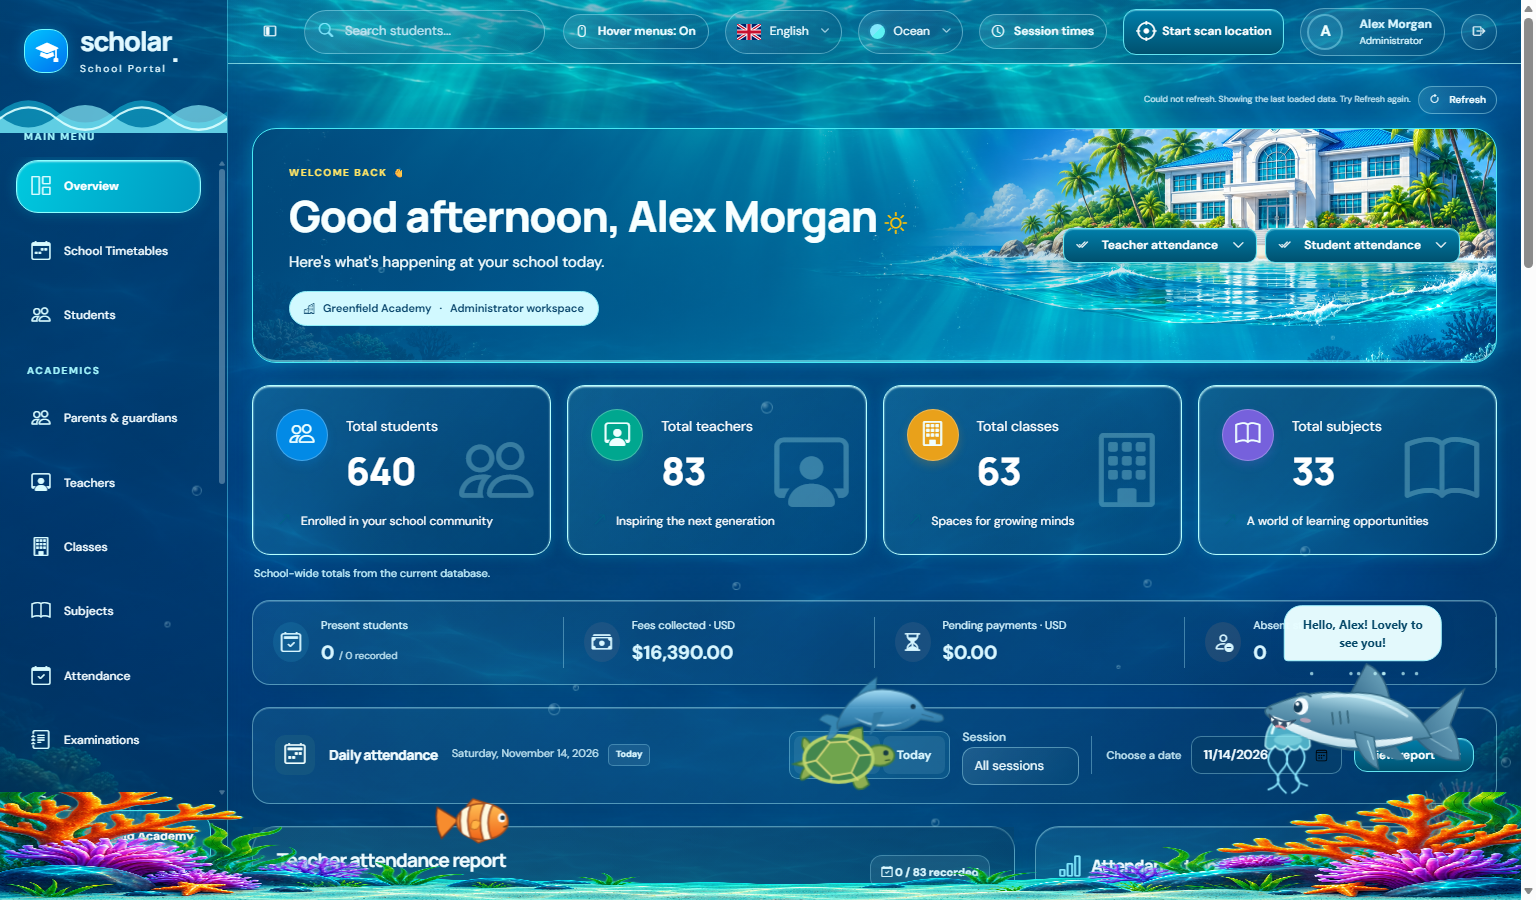 scholar
School Portal
Search students...
Hover menus: On
English
Ocean
Session times
Start scan location
A
Alex Morgan
Administrator
Could not refresh. Showing the last loaded data. Try Refresh again.
Refresh
MAIN MENU
Overview
School Timetables
Students
ACADEMICS
Parents & guardians
Teachers
Classes
Subjects
Attendance
Examinations
WELCOME BACK
Good afternoon, Alex Morgan
Here's what's happening at your school today.
Greenfield Academy · Administrator workspace
Teacher attendance
Student attendance
Total students
640
Enrolled in your school community
Total teachers
83
Inspiring the next generation
Total classes
63
Spaces for growing minds
Total subjects
33
A world of learning opportunities
School-wide totals from the current database.
Present students
0 / 0 recorded
Fees collected · USD
$16,390.00
Pending payments · USD
$0.00
0
Hello, Alex! Lovely to
see you!
Daily attendance
Saturday, November 14, 2026
Today
Today
Session
All sessions
Choose a date
11/14/2026
report
Academy
Teacher attendance report
0 / 83 recorded